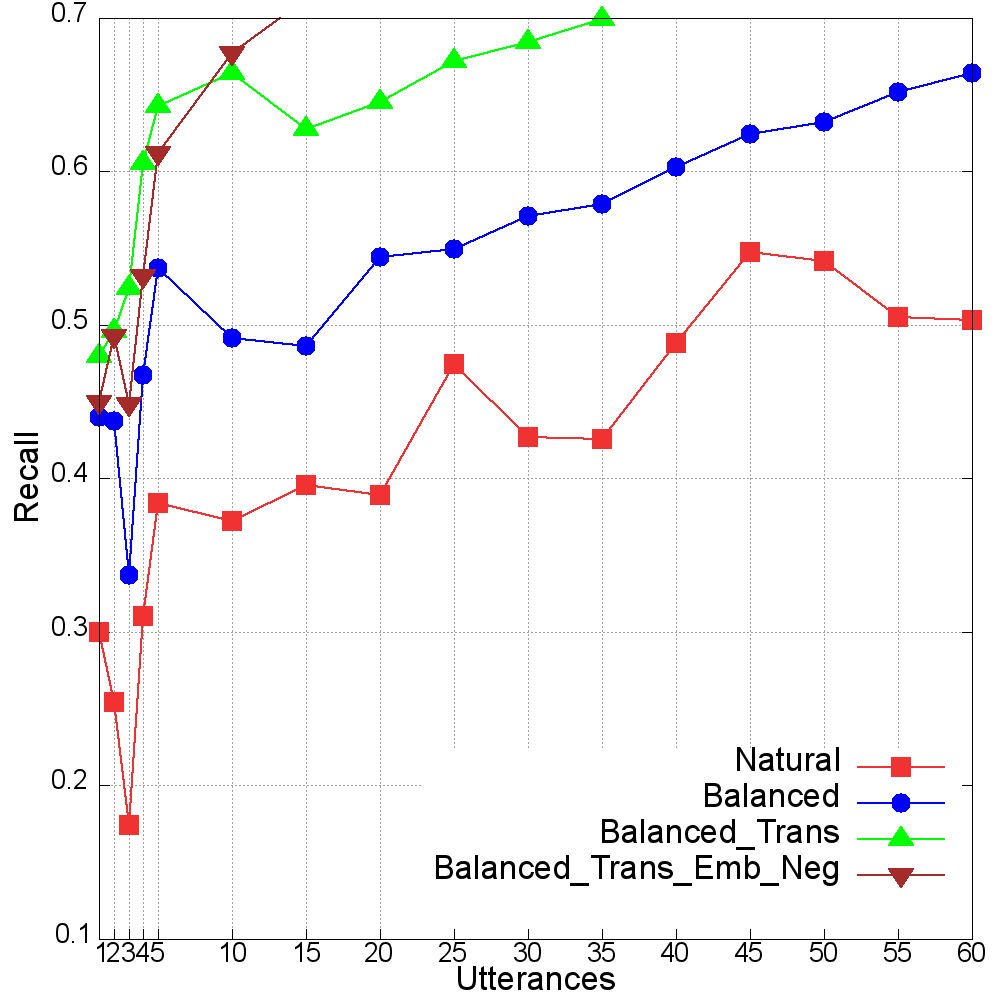 0.7
0.6
0.5
0.4
0.3
0.2
0.1
Recall
Natural
Balanced
Balanced_Trans
Balanced_Trans_Emb_Neg
1 2 3 4 5 10 15 20 25 30 35 40 45 50 55 60
Utterances